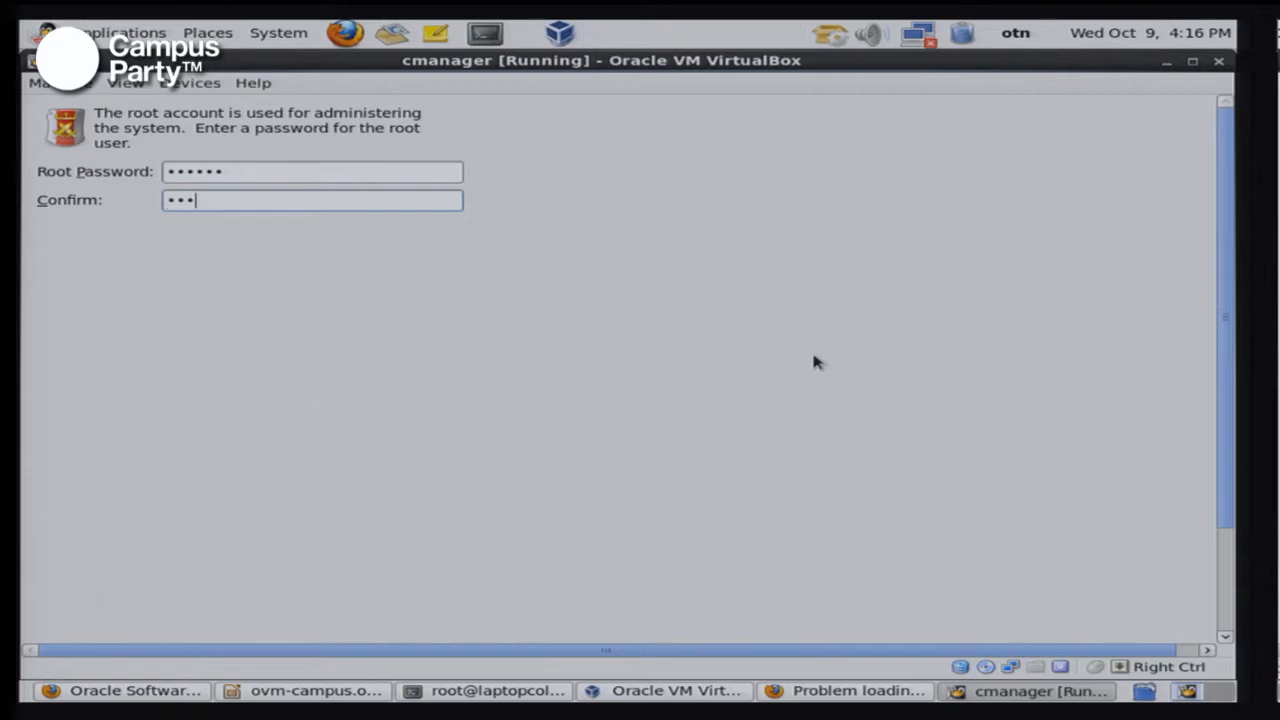 Applications Places System otn Wed Oct 9, 4:16 PM
Campus
Party™
cmanager [Running] - Oracle VM VirtualBox
View Devices Help
The root account is used for administering
the system. Enter a password for the root
user.
Root Password: ••••••
Confirm: •••
Right Ctrl
Oracle Softwar... ovm-campus.o... root@laptopcol... Oracle VM Virt... Problem loadin... cmanager [Run...